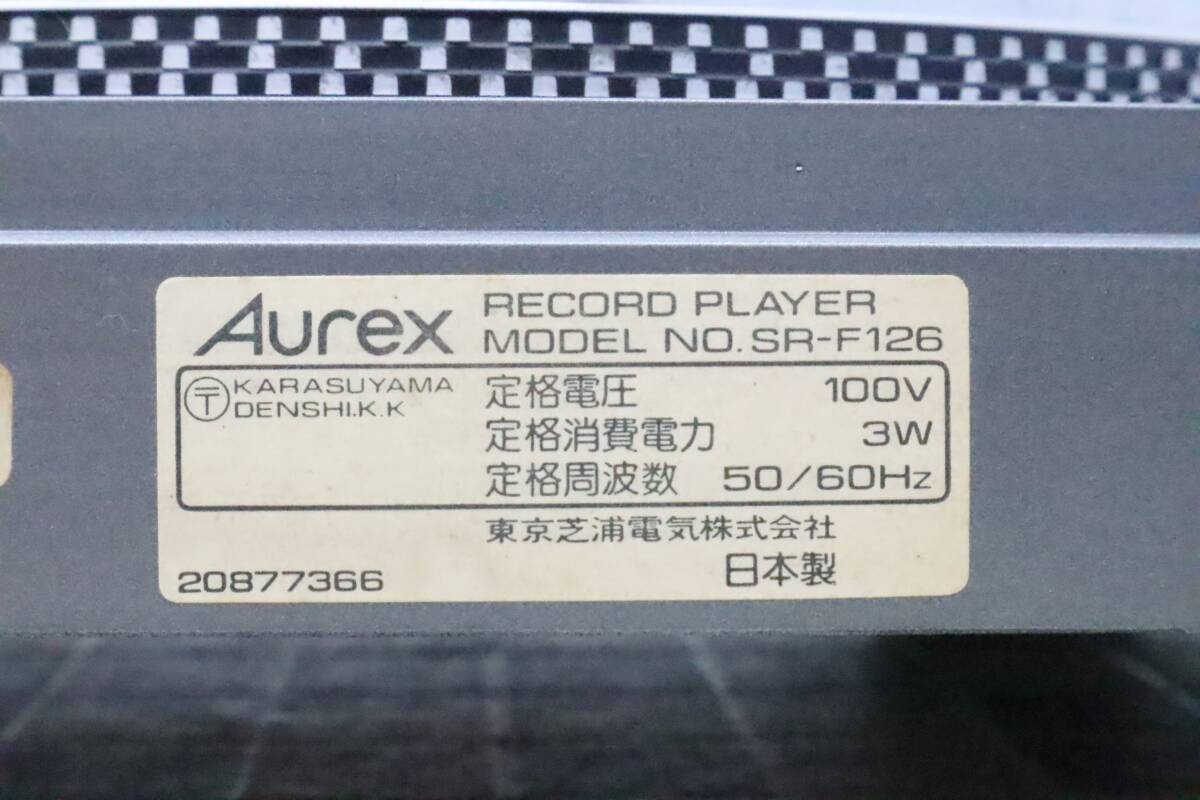 Aurex
RECORD PLAYER
MODEL NO. SR-F126
〒 KARASUYAMA
DENSHI.K.K
定格電圧 100V
定格消費電力 3W
定格周波数 50/60Hz
東京芝浦電気株式会社
20877366
日本製